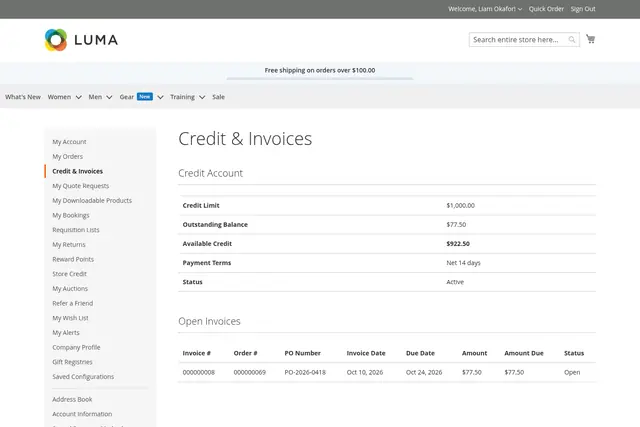 Welcome, Liam Okafor! Quick Order Sign Out
LUMA
Search entire store here...
Free shipping on orders over $100.00
What's New Women Men Gear New Training Sale
My Account
My Orders
Credit & Invoices
My Quote Requests
My Downloadable Products
My Bookings
Requisition Lists
My Returns
Reward Points
Store Credit
My Auctions
Refer a Friend
My Wish List
My Alerts
Company Profile
Gift Registries
Saved Configurations
Address Book
Account Information
Credit & Invoices
Credit Account
Credit Limit $1,000.00
Outstanding Balance $77.50
Available Credit $922.50
Payment Terms Net 14 days
Status Active
Open Invoices
Invoice # Order # PO Number Invoice Date Due Date Amount Amount Due Status
000000008 000000069 PO-2026-0418 Oct 10, 2026 Oct 24, 2026 $77.50 $77.50 Open